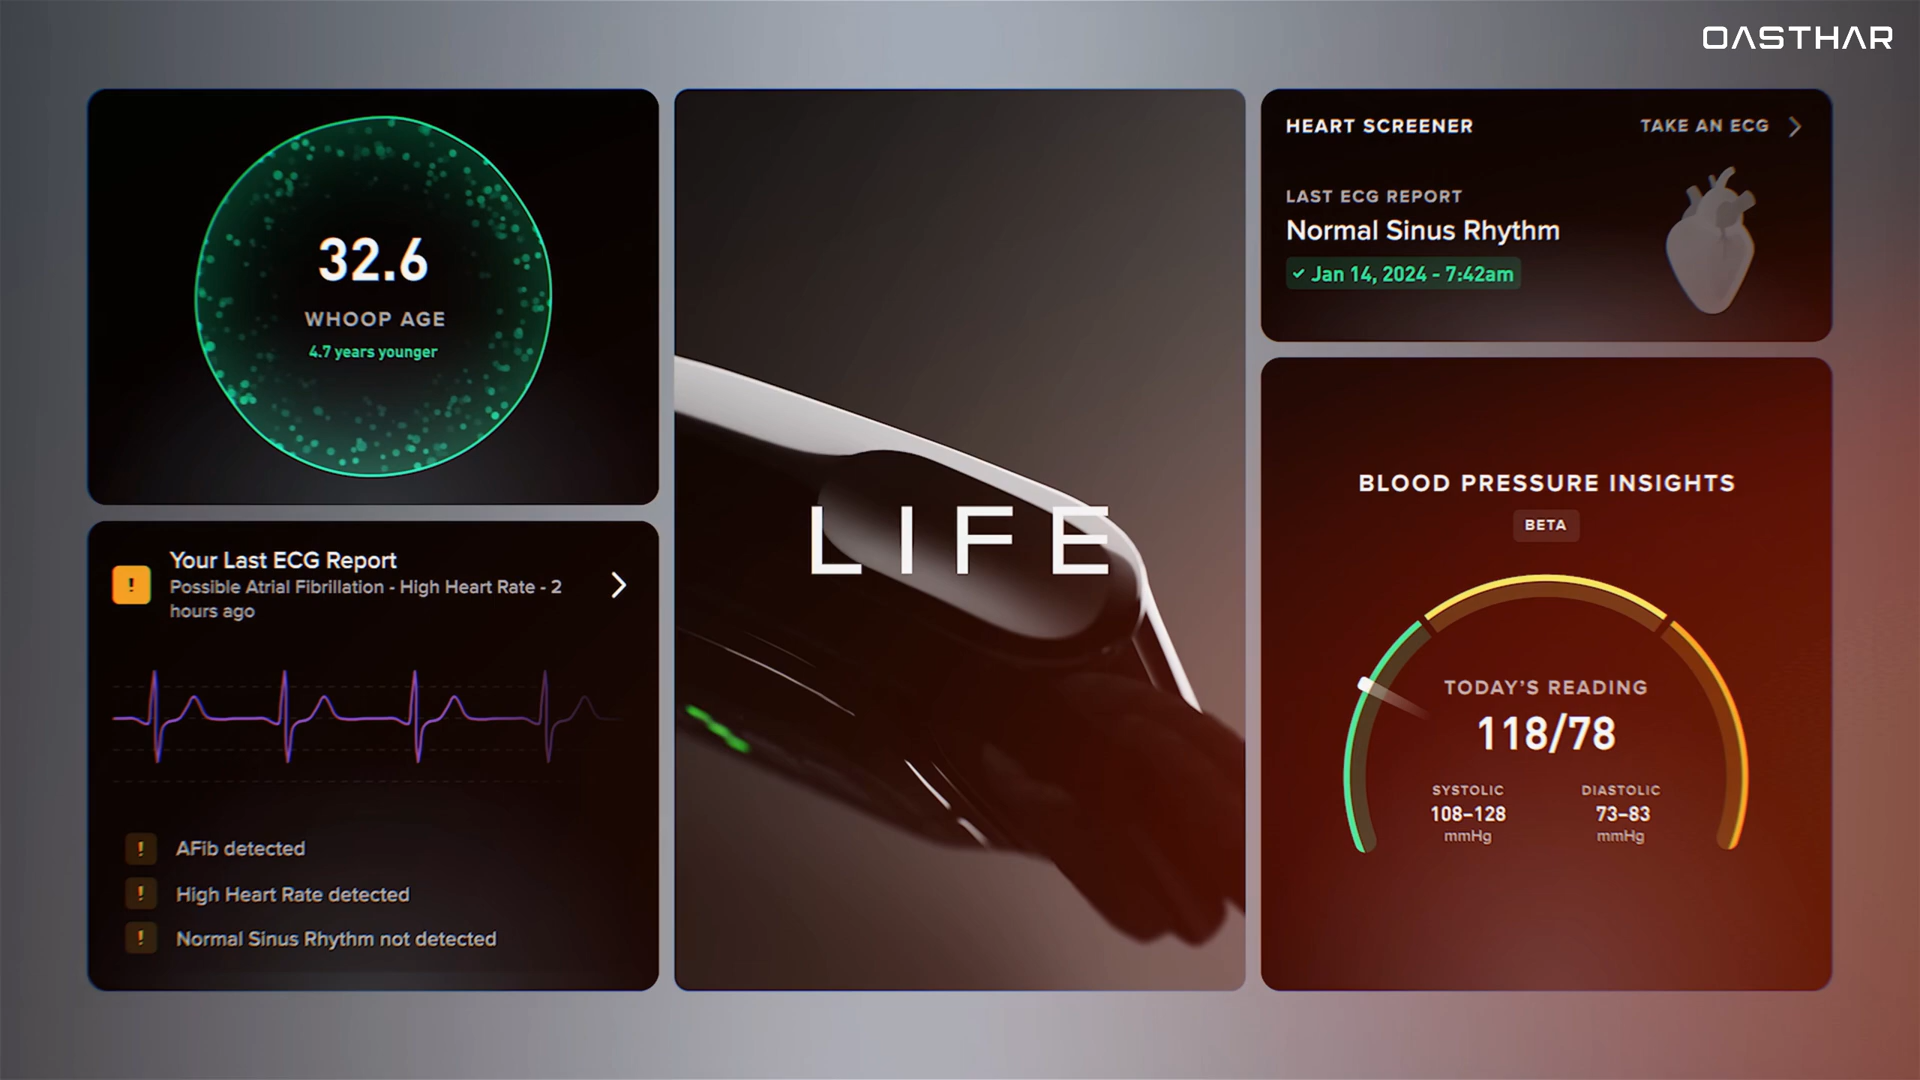 OASTHAR
32.6
WHOOP AGE
4.7 years younger
! Your Last ECG Report
Possible Atrial Fibrillation - High Heart Rate - 2
hours ago
! AFib detected
! High Heart Rate detected
! Normal Sinus Rhythm not detected
LIFE
HEART SCREENER
TAKE AN ECG
LAST ECG REPORT
Normal Sinus Rhythm
Jan 14, 2024 - 7:42am
BLOOD PRESSURE INSIGHTS
BETA
TODAY'S READING
118/78
SYSTOLIC
108–128
mmHg
DIASTOLIC
73–83
mmHg